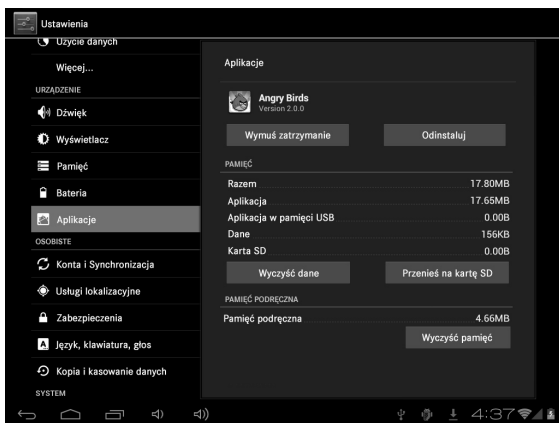 Ustawienia
Użycie danych
Więcej...
URZĄDZENIE
Dźwięk
Wyświetlacz
Pamięć
Bateria
Aplikacje
OSOBISTE
Konta i Synchronizacja
Usługi lokalizacyjne
Zabezpieczenia
Język, klawiatura, głos
Kopia i kasowanie danych
SYSTEM
Aplikacje
Angry Birds
Version 2.0.0
Wymuś zatrzymanie Odinstaluj
PAMIĘĆ
Razem 17.80MB
Aplikacja 17.65MB
Aplikacja w pamięci USB 0.00B
Dane 156KB
Karta SD 0.00B
Wyczyść dane Przenieś na kartę SD
PAMIĘĆ PODRĘCZNA
Pamięć podręczna 4.66MB
Wyczyść pamięć
4:37